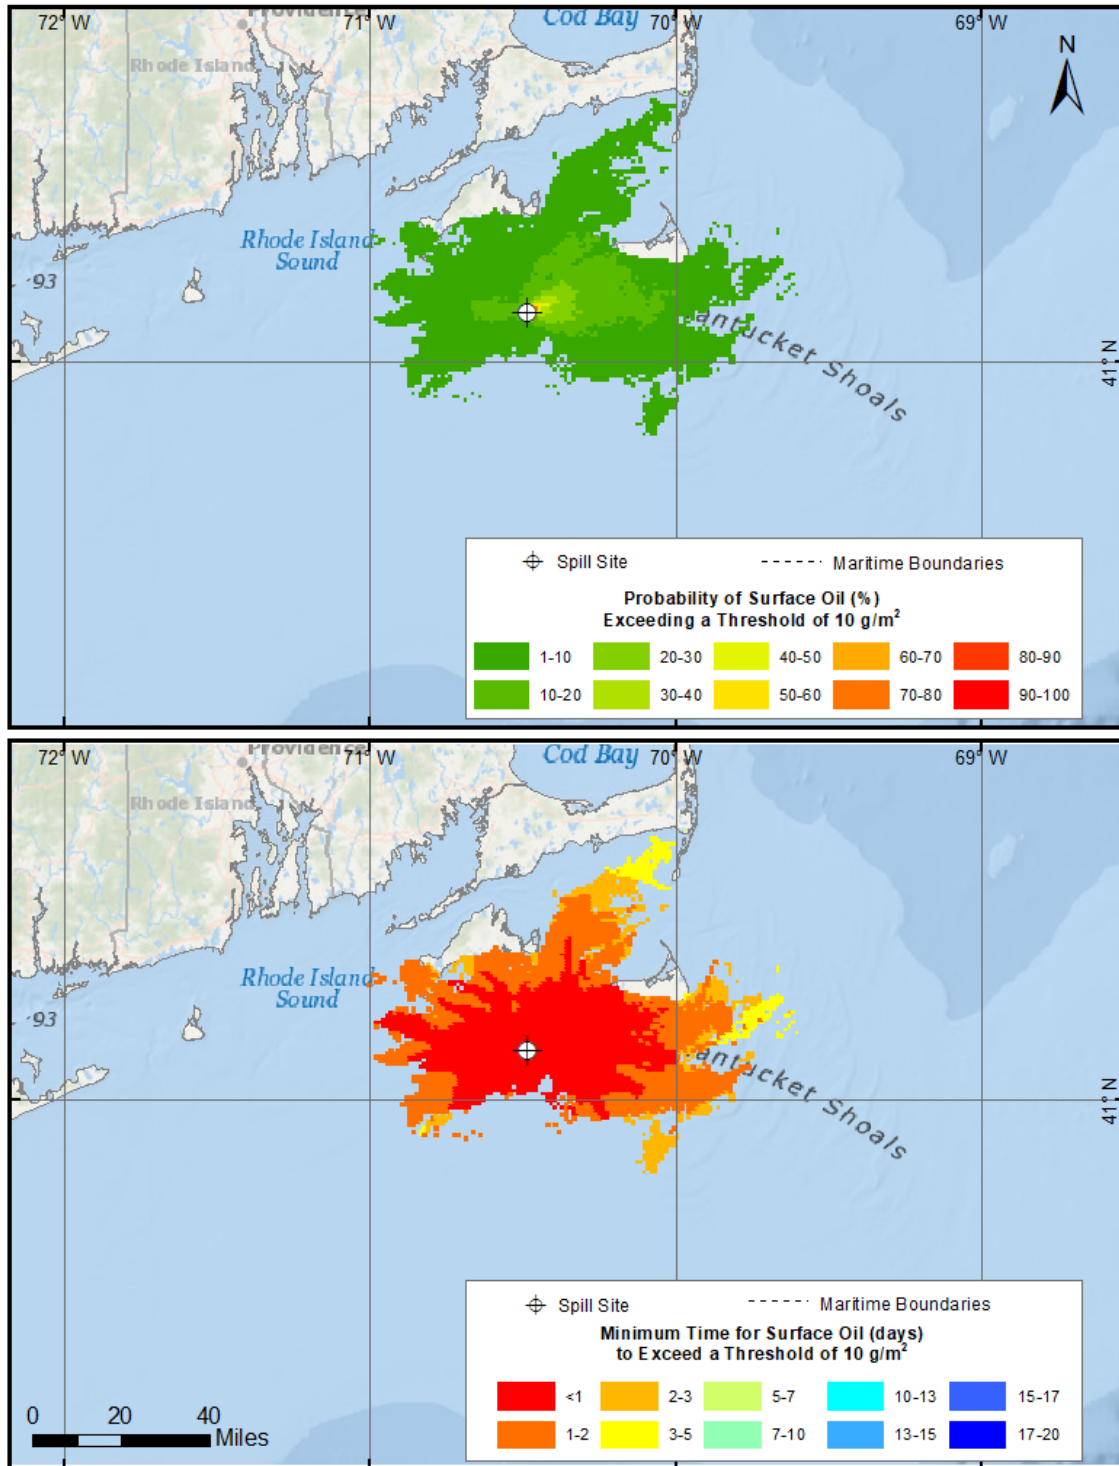 72° W
71° W
70° W
69° W
Cod Bay
Providence
Rhode Island
N
Rhode Island
Sound
93
antucket Shoals
41° N
Spill Site
Maritime Boundaries
Probability of Surface Oil (%)
Exceeding a Threshold of 10 g/m²
1-10 20-30 40-50 60-70 80-90
10-20 30-40 50-60 70-80 90-100
72° W
71° W
70° W
69° W
Cod Bay
Providence
Rhode Island
Rhode Island
Sound
93
antucket Shoals
41° N
Spill Site
Maritime Boundaries
Minimum Time for Surface Oil (days)
to Exceed a Threshold of 10 g/m²
<1 2-3 5-7 10-13 15-17
1-2 3-5 7-10 13-15 17-20
0 20 40
Miles